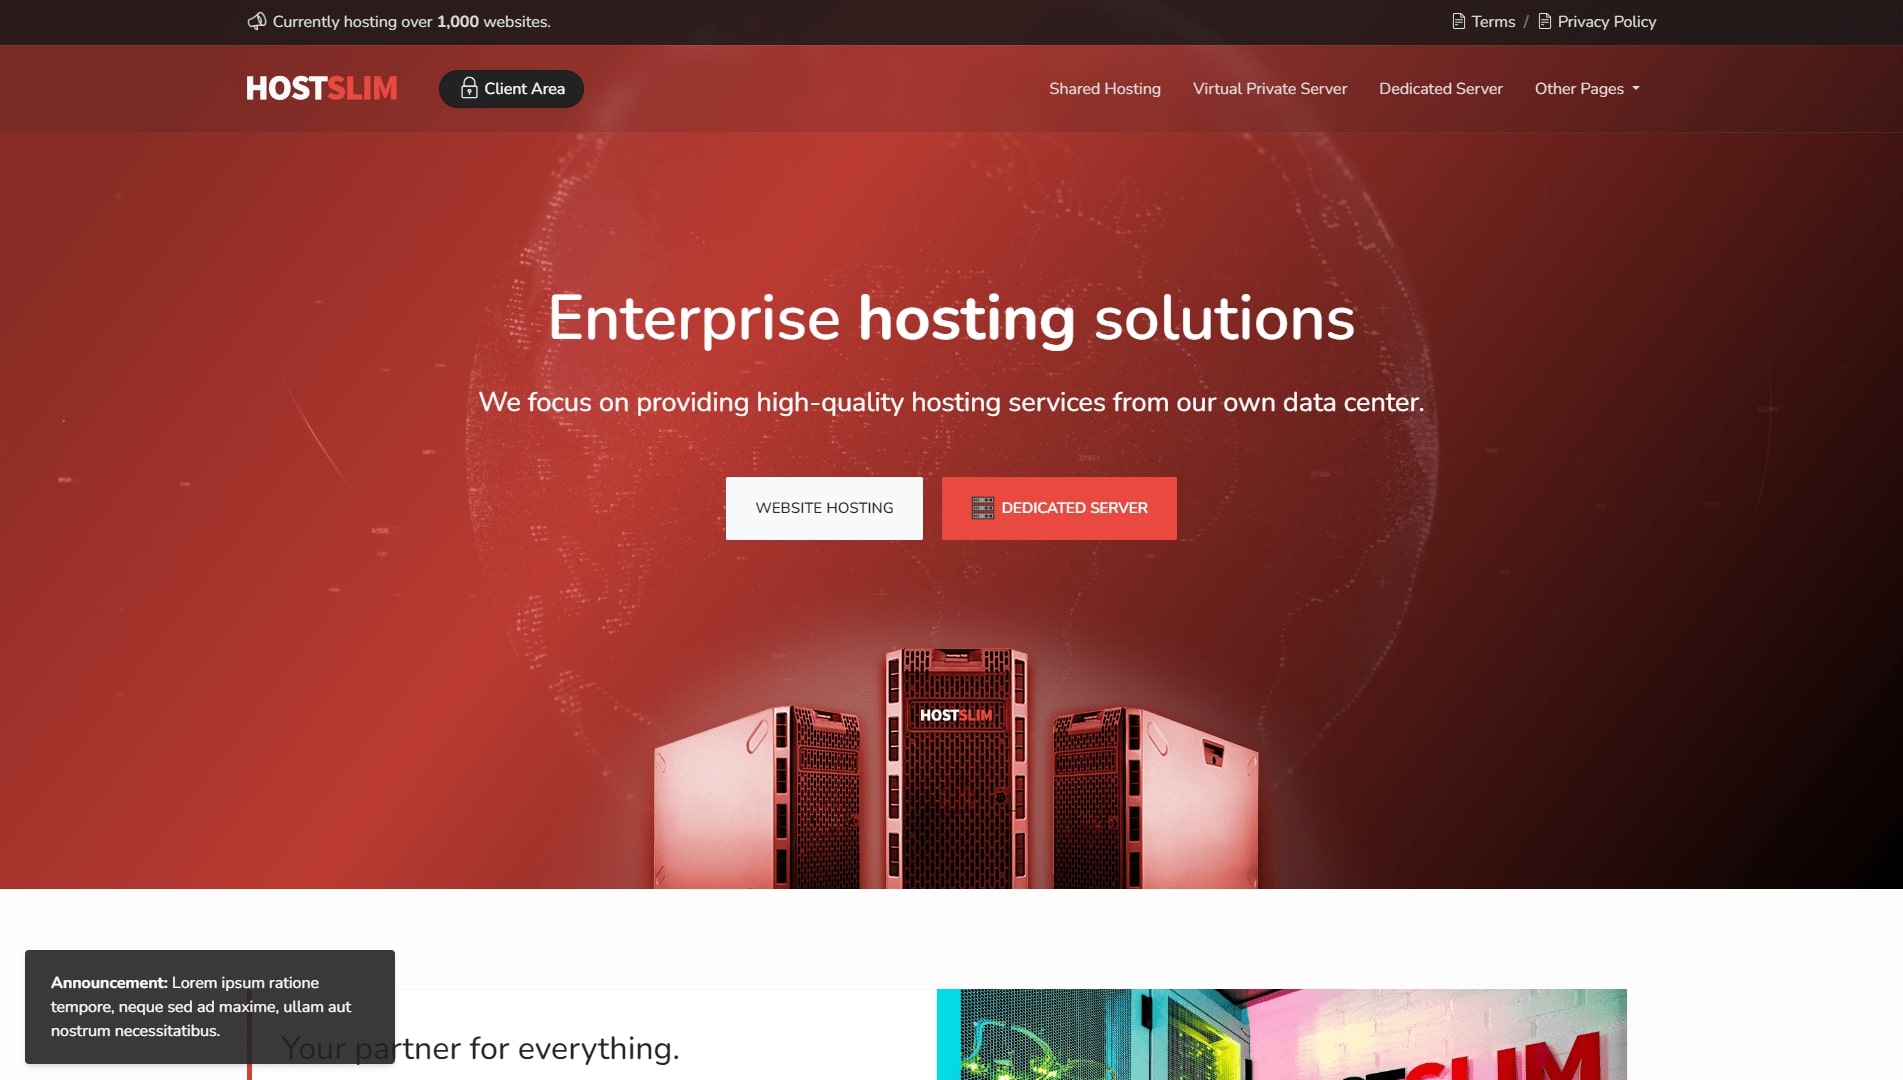 Currently hosting over 1,000 websites.
Terms / Privacy Policy
HOSTSLIM
Client Area
Shared Hosting
Virtual Private Server
Dedicated Server
Other Pages
Enterprise hosting solutions
We focus on providing high-quality hosting services from our own data center.
WEBSITE HOSTING
DEDICATED SERVER
HOSTSLIM
Announcement: Lorem ipsum ratione
tempore, neque sed ad maxime, ullam aut
nostrum necessitatibus.
Your partner for everything.
STSLIM